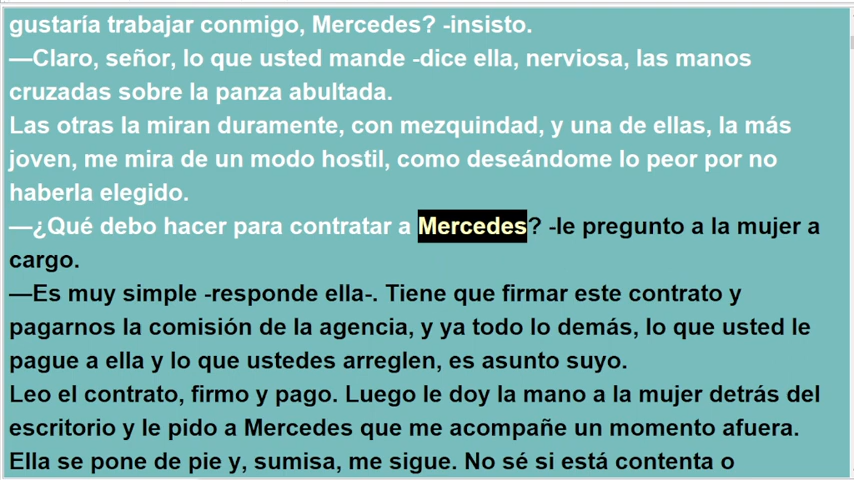 gustaría trabajar conmigo, Mercedes? -insisto.
—Claro, señor, lo que usted mande -dice ella, nerviosa, las manos
cruzadas sobre la panza abultada.
Las otras la miran duramente, con mezquindad, y una de ellas, la más
joven, me mira de un modo hostil, como deseándome lo peor por no
haberla elegido.
—¿Qué debo hacer para contratar a Mercedes? -le pregunto a la mujer a
cargo.
—Es muy simple -responde ella-. Tiene que firmar este contrato y
pagarnos la comisión de la agencia, y ya todo lo demás, lo que usted le
pague a ella y lo que ustedes arreglen, es asunto suyo.
Leo el contrato, firmo y pago. Luego le doy la mano a la mujer detrás del
escritorio y le pido a Mercedes que me acompañe un momento afuera.
Ella se pone de pie y, sumisa, me sigue. No sé si está contenta o